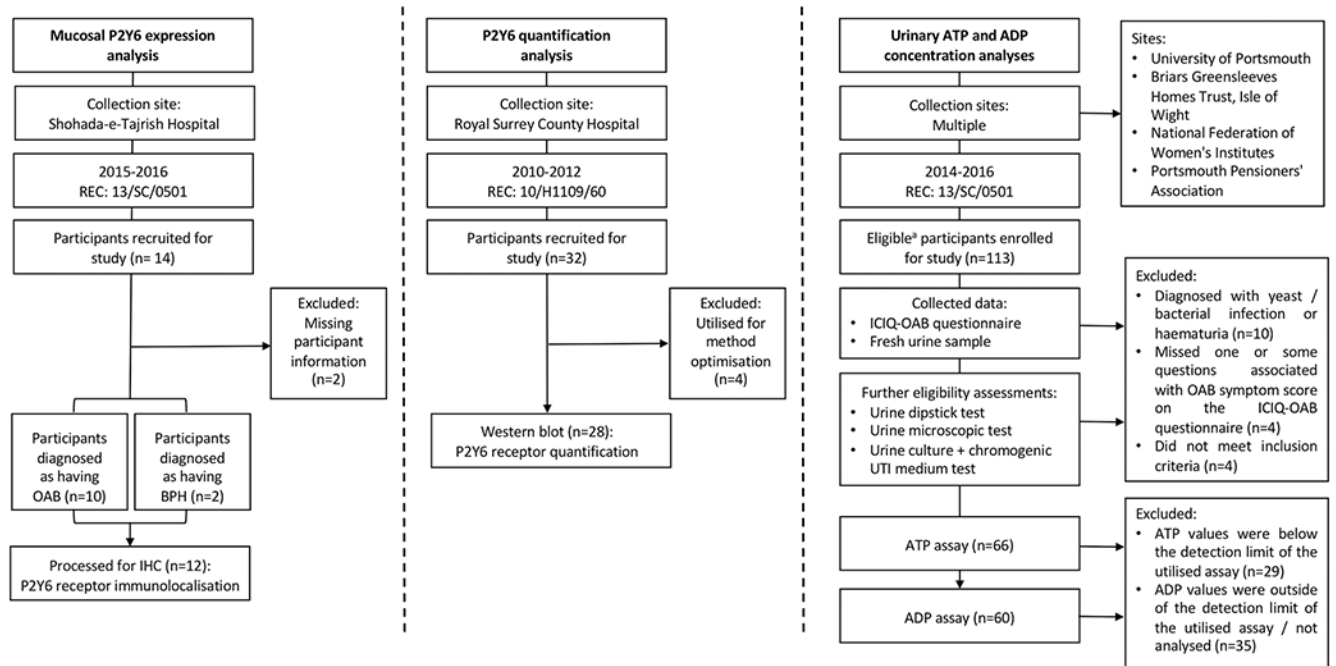 Mucosal P2Y6 expression
analysis
Collection site:
Shohada-e-Tajrish Hospital
2015-2016
REC: 13/SC/0501
Participants recruited for
study (n= 14)
Excluded:
Missing
participant
information
(n=2)
Participants
diagnosed
as having
OAB (n=10)
Participants
diagnosed
as having
BPH (n=2)
Processed for IHC (n=12):
P2Y6 receptor immunolocalisation
P2Y6 quantification
analysis
Collection site:
Royal Surrey County Hospital
2010-2012
REC: 10/H1109/60
Participants recruited for
study (n=32)
Excluded:
Utilised for
method
optimisation
(n=4)
Western blot (n=28):
P2Y6 receptor quantification
Urinary ATP and ADP
concentration analyses
Collection sites:
Multiple
Sites:
• University of Portsmouth
• Briars Greensleeves
Homes Trust, Isle of
Wight
• National Federation of
Women's Institutes
• Portsmouth Pensioners'
Association
2014-2016
REC: 13/SC/0501
Eligibleᵃ participants enrolled
for study (n=113)
Collected data:
• ICIQ-OAB questionnaire
• Fresh urine sample
Further eligibility assessments:
• Urine dipstick test
• Urine microscopic test
• Urine culture + chromogenic
UTI medium test
Excluded:
• Diagnosed with yeast /
bacterial infection or
haematuria (n=10)
• Missed one or some
questions associated
with OAB symptom score
on the ICIQ-OAB
questionnaire (n=4)
• Did not meet inclusion
criteria (n=4)
ATP assay (n=66)
ADP assay (n=60)
Excluded:
• ATP values were below
the detection limit of the
utilised assay (n=29)
• ADP values were outside
of the detection limit of
the utilised assay / not
analysed (n=35)